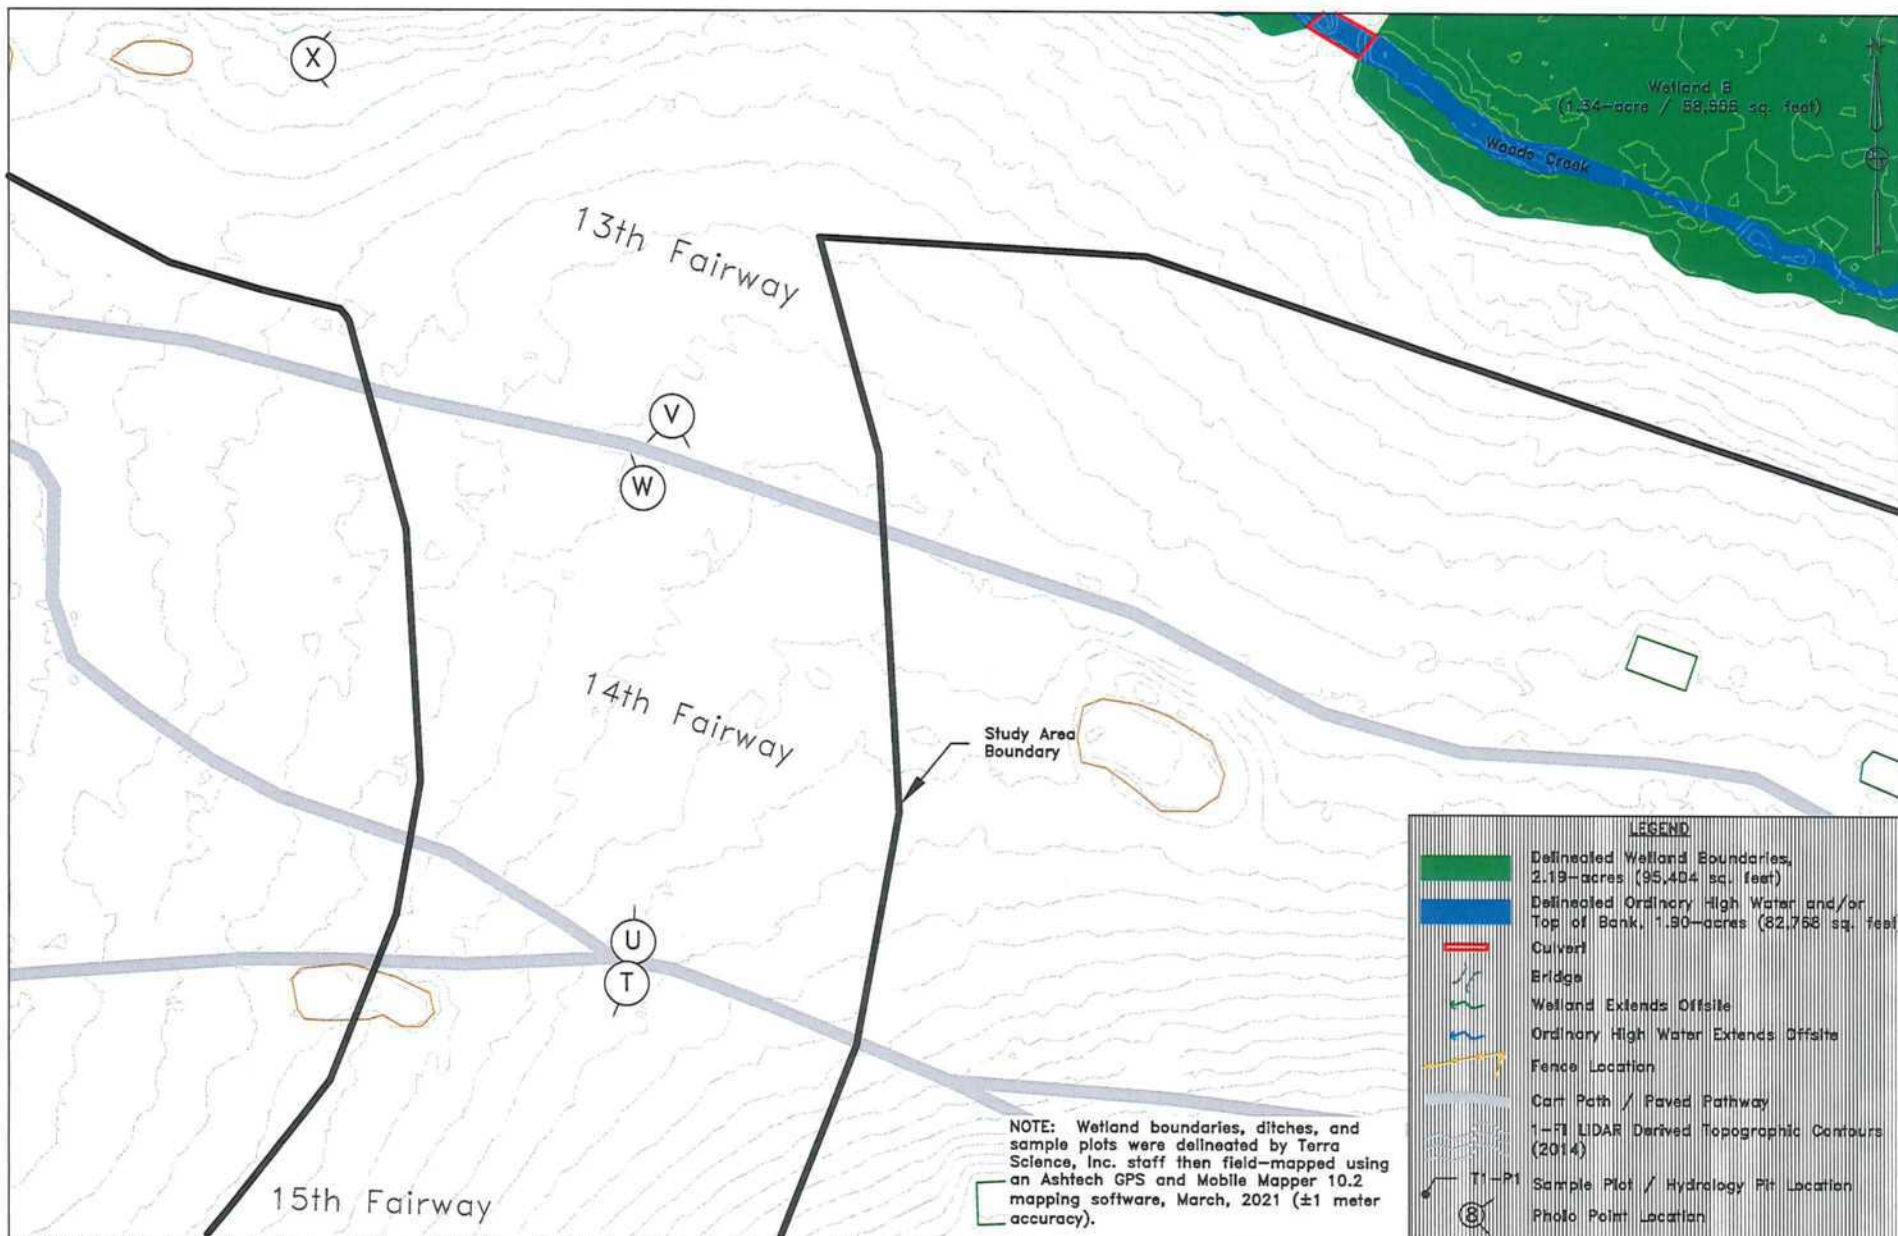 X
Wetland B
(1.34-acre / 58,555 sq. feet)
Woods Creek
13th Fairway
V
W
14th Fairway
Study Area
Boundary
U
T
15th Fairway
NOTE: Wetland boundaries, ditches, and
sample plots were delineated by Terra
Science, Inc. staff then field-mapped using
an Ashtech GPS and Mobile Mapper 10.2
mapping software, March, 2021 (±1 meter
accuracy).
LEGEND
Delineated Wetland Boundaries,
2.19-acres (95,404 sq. feet)
Delineated Ordinary High Water and/or
Top of Bank, 1.90-acres (82,768 sq. feet
Culvert
Bridge
Wetland Extends Offsite
Ordinary High Water Extends Offsite
Fence Location
Cart Path / Paved Pathway
1-Ft LIDAR Derived Topographic Contours
(2014)
T1-P1
Sample Plot / Hydrology Pit Location
8
Photo Point Location